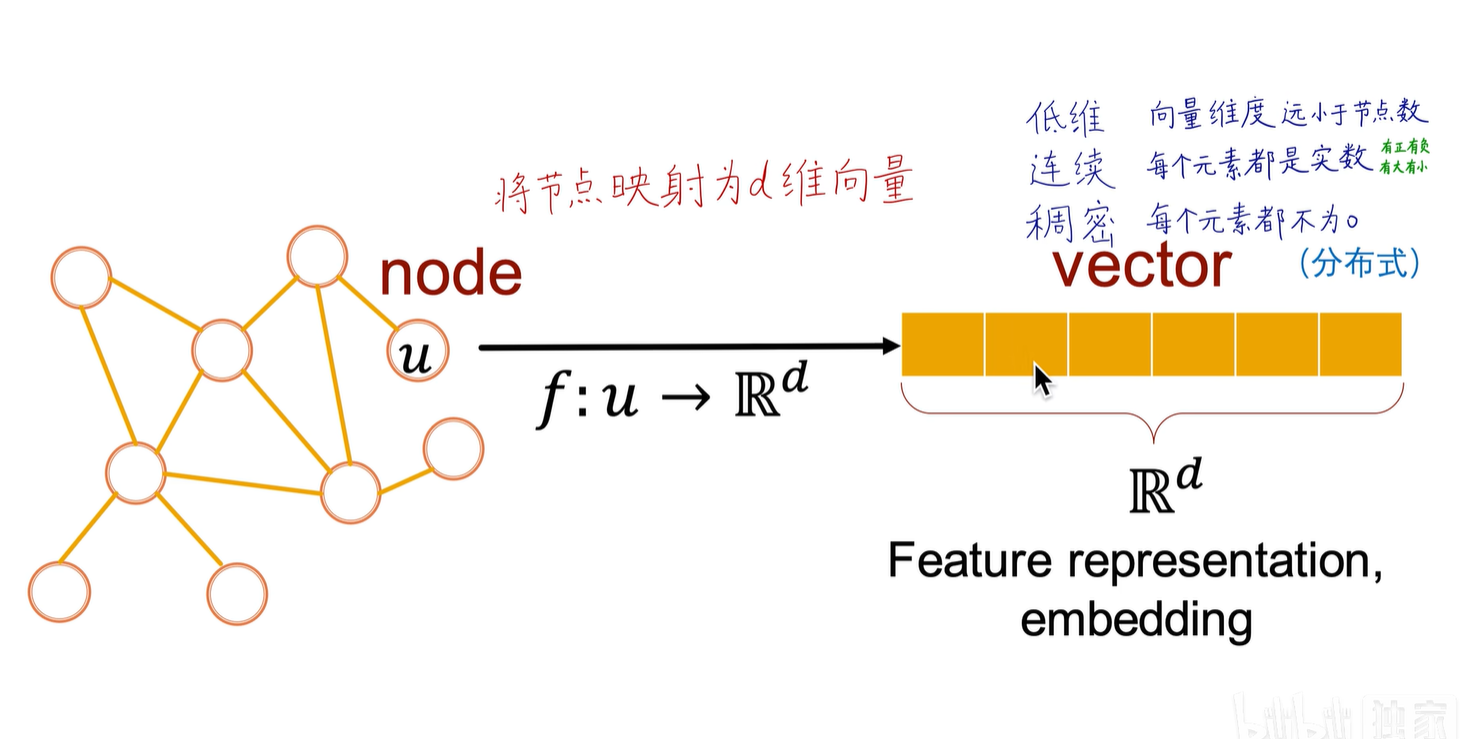 低维 向量维度远小于节点数
连续 每个元素都是实数 有正有负
有大有小
稠密 每个元素都不为0
将节点映射为d维向量
node
vector (分布式)
u
f: u → ℝᵈ
ℝᵈ
Feature representation,
embedding
bilibili 独家